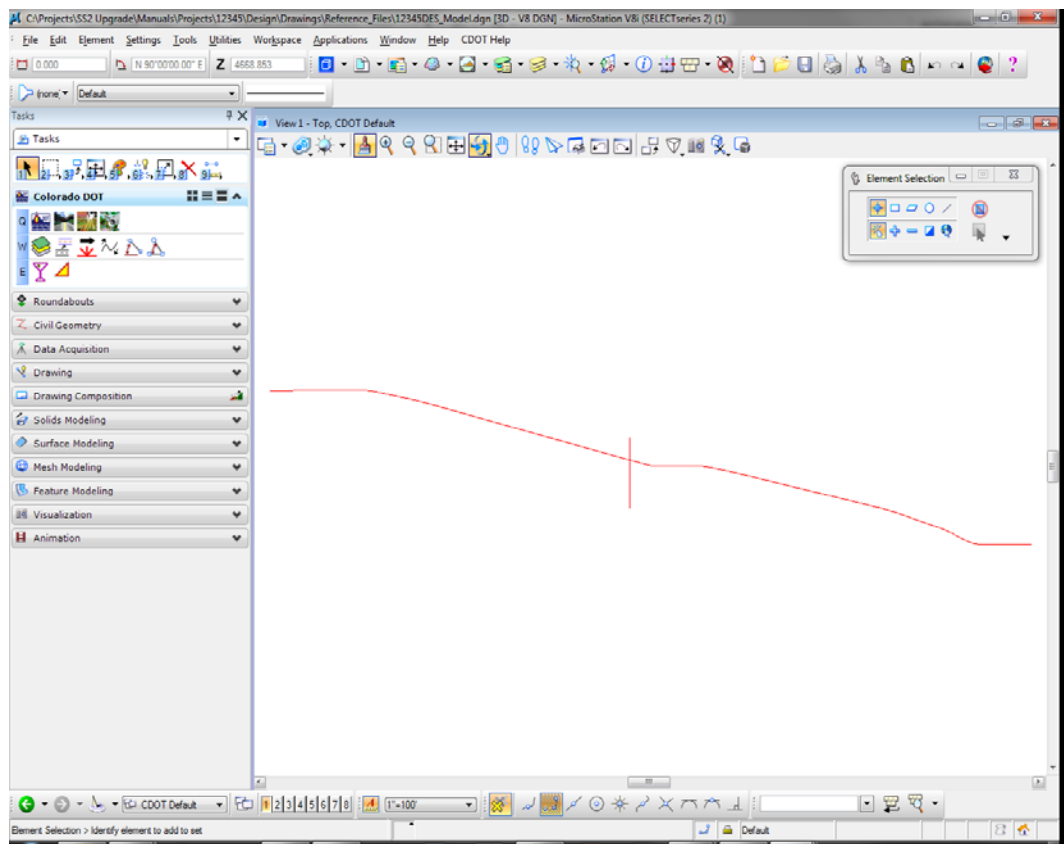 C:\Projects\SS2 Upgrade\Manuals\Projects\12345\Design\Drawings\Reference_Files\12345DES_Model.dgn [3D - V8 DGN] - MicroStation V8i (SELECTseries 2) (1)
File Edit Element Settings Tools Utilities Workspace Applications Window Help CDOT Help
0.000 N 90°00'00.00" E Z 4668.853
(none) Default
Tasks
View 1 - Top, CDOT Default
Tasks
Element Selection
Colorado DOT
Q
W
E
Roundabouts
Civil Geometry
Data Acquisition
Drawing
Drawing Composition
Solids Modeling
Surface Modeling
Mesh Modeling
Feature Modeling
Visualization
Animation
CDOT Default 1 2 3 4 5 6 7 8 1"=100'
Element Selection > Identify element to add to set Default